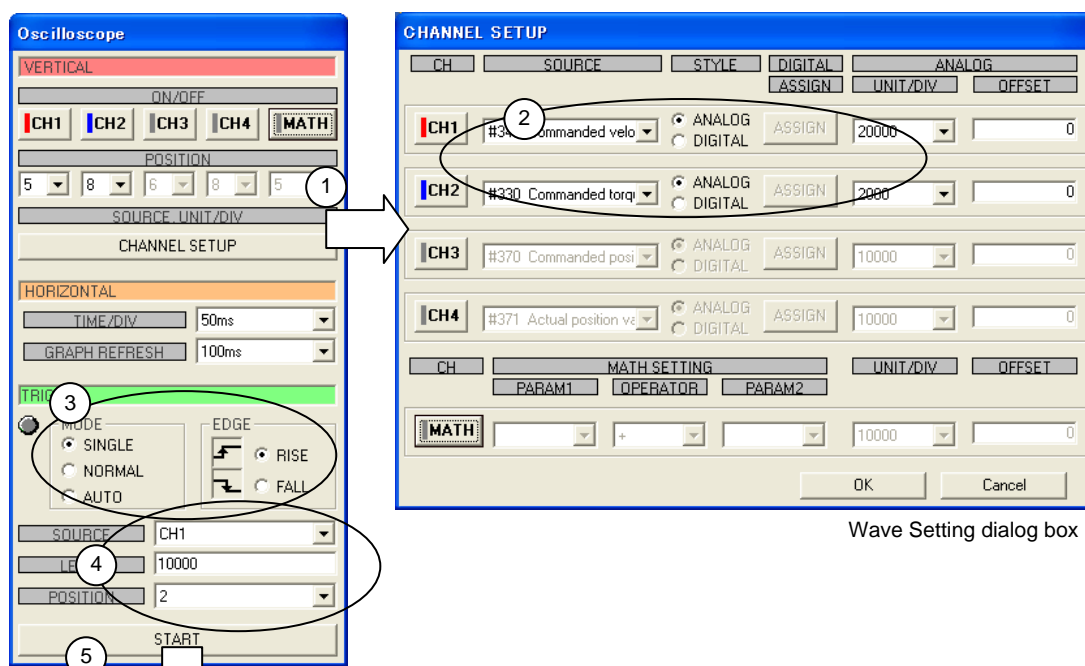 Oscilloscope
VERTICAL
ON/OFF
CH1 CH2 CH3 CH4 MATH
POSITION
5 8 6 8 5
1
SOURCE, UNIT/DIV
CHANNEL SETUP
HORIZONTAL
TIME/DIV 50ms
GRAPH REFRESH 100ms
TRIG
3
MODE EDGE
SINGLE
RISE
NORMAL
FALL
AUTO
SOURCE CH1
LE 10000
4
POSITION 2
START
5
CHANNEL SETUP
CH SOURCE STYLE DIGITAL ANALOG
ASSIGN UNIT/DIV OFFSET
2
CH1 #34 ommanded velo ANALOG ASSIGN 20000 0
DIGITAL
CH2 #330 Commanded torq ANALOG ASSIGN 2000 0
DIGITAL
CH3 #370 Commanded posi ANALOG ASSIGN 10000 0
DIGITAL
CH4 #371 Actual position va ANALOG ASSIGN 10000 0
DIGITAL
CH MATH SETTING UNIT/DIV OFFSET
PARAM1 OPERATOR PARAM2
MATH + 10000 0
OK Cancel
Wave Setting dialog box